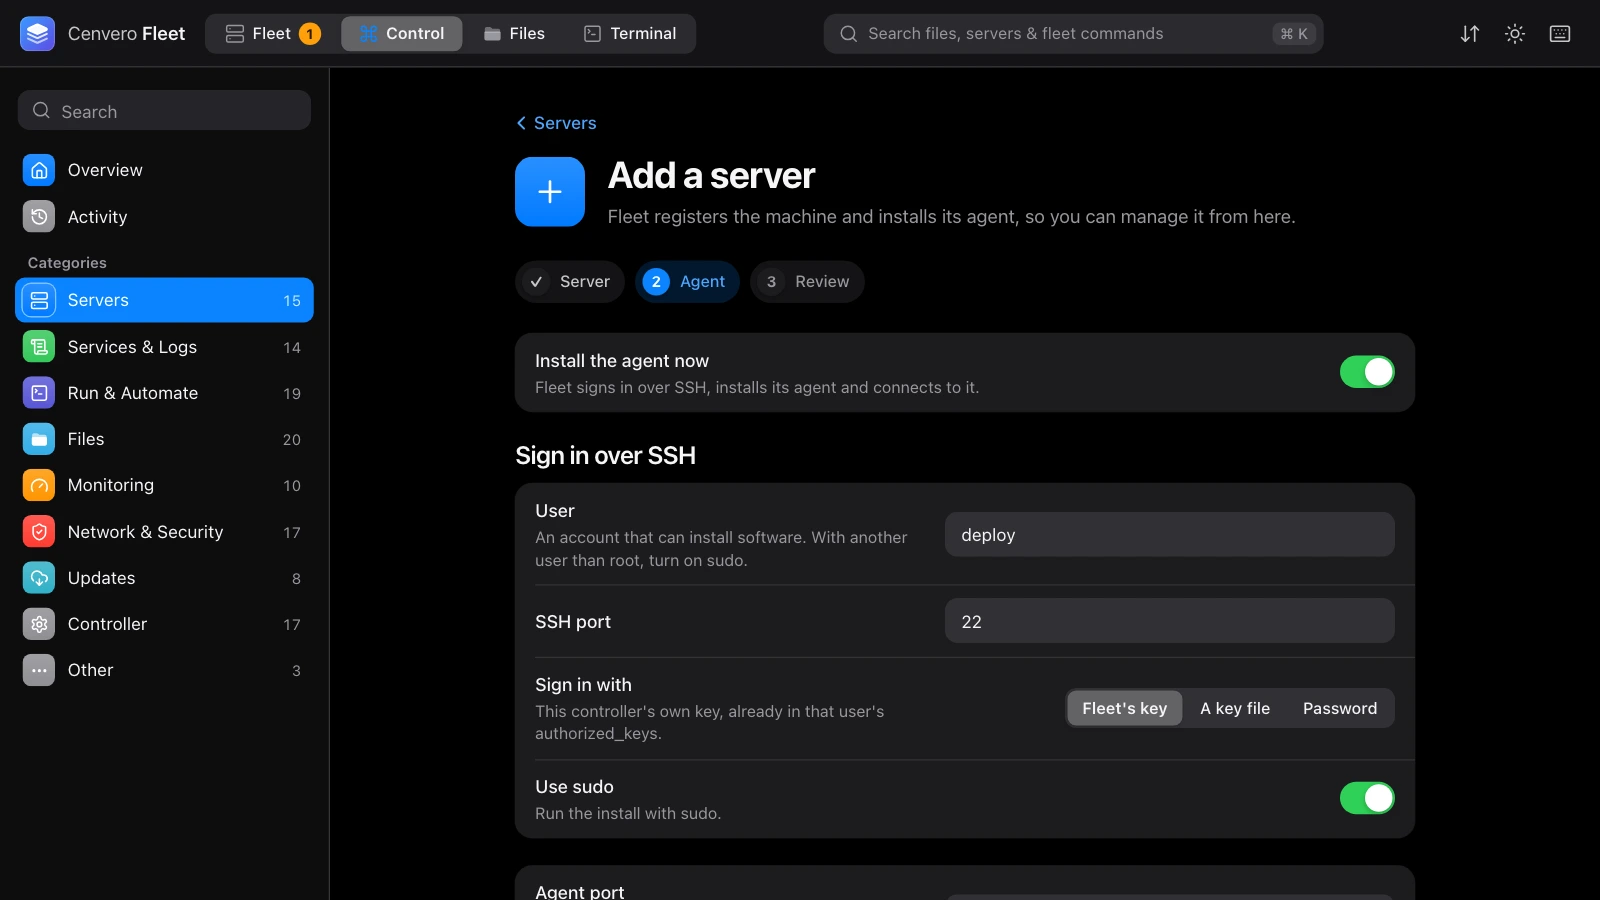 Cenvero Fleet
Fleet 1
Control
Files
Terminal
Search files, servers & fleet commands
⌘ K
Search
Overview
Activity
Categories
Servers 15
Services & Logs 14
Run & Automate 19
Files 20
Monitoring 10
Network & Security 17
Updates 8
Controller 17
Other 3
Servers
Add a server
Fleet registers the machine and installs its agent, so you can manage it from here.
Server
2 Agent
3 Review
Install the agent now
Fleet signs in over SSH, installs its agent and connects to it.
Sign in over SSH
User
An account that can install software. With another
user than root, turn on sudo.
deploy
SSH port
22
Sign in with
This controller's own key, already in that user's
authorized_keys.
Fleet's key
A key file
Password
Use sudo
Run the install with sudo.
Agent port